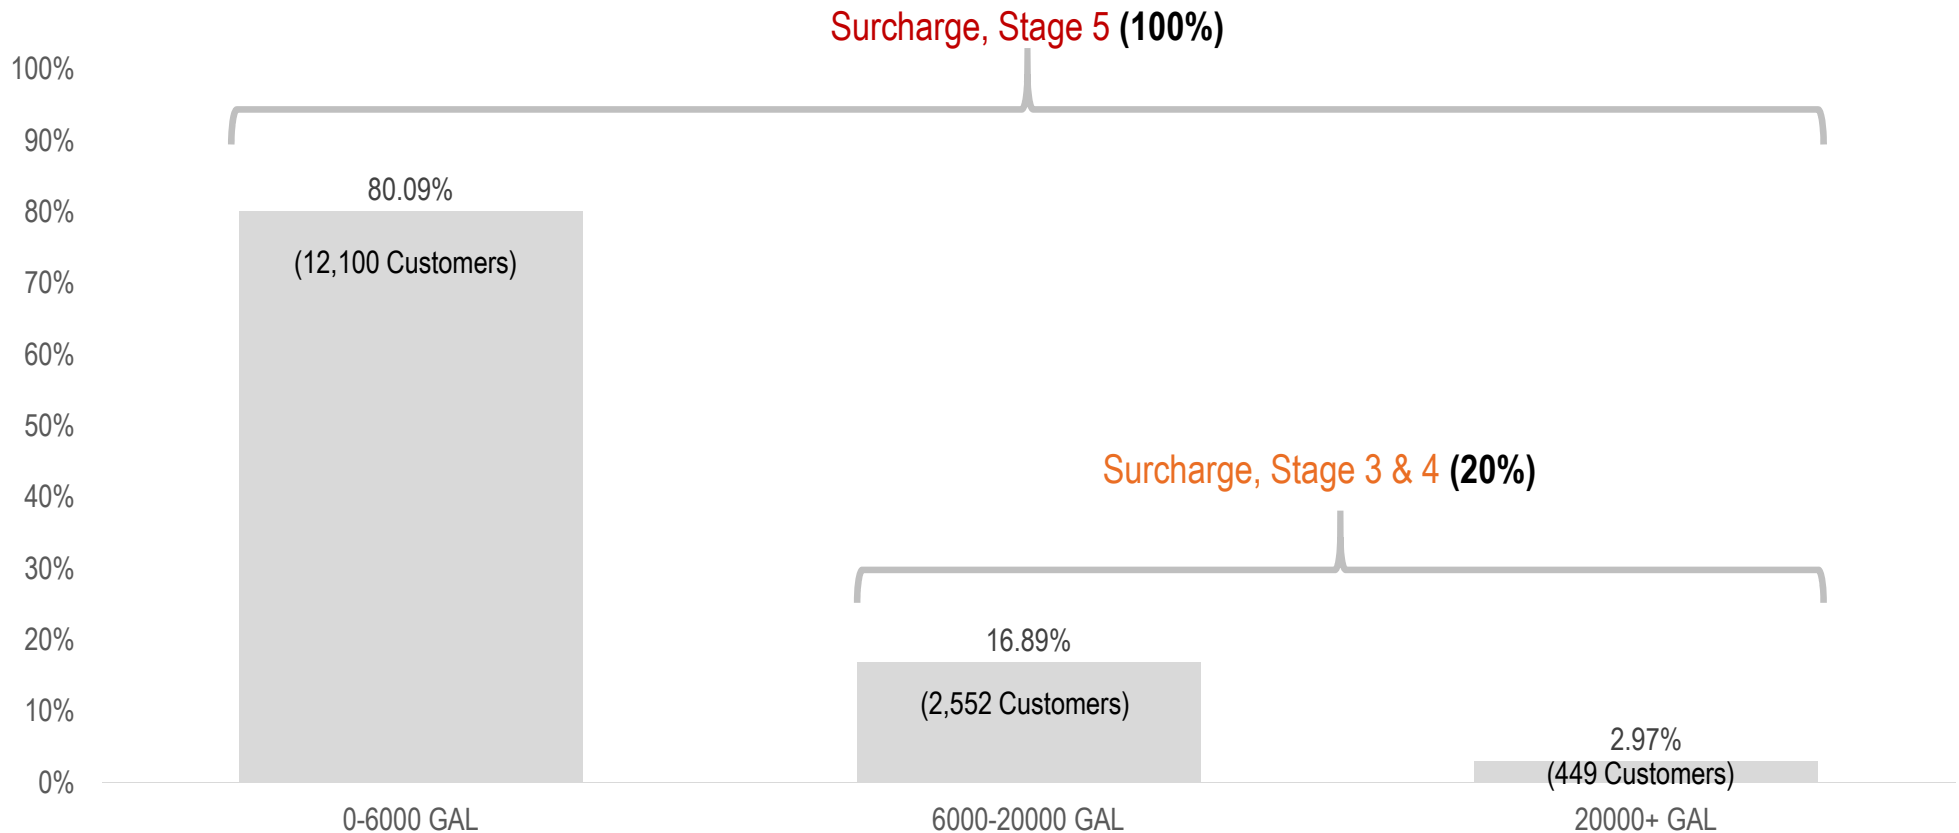 Surcharge, Stage 5 (100%)
100%
90%
80%
70%
60%
50%
40%
30%
20%
10%
0%
80.09%
(12,100 Customers)
Surcharge, Stage 3 & 4 (20%)
16.89%
(2,552 Customers)
2.97%
(449 Customers)
0-6000 GAL
6000-20000 GAL
20000+ GAL